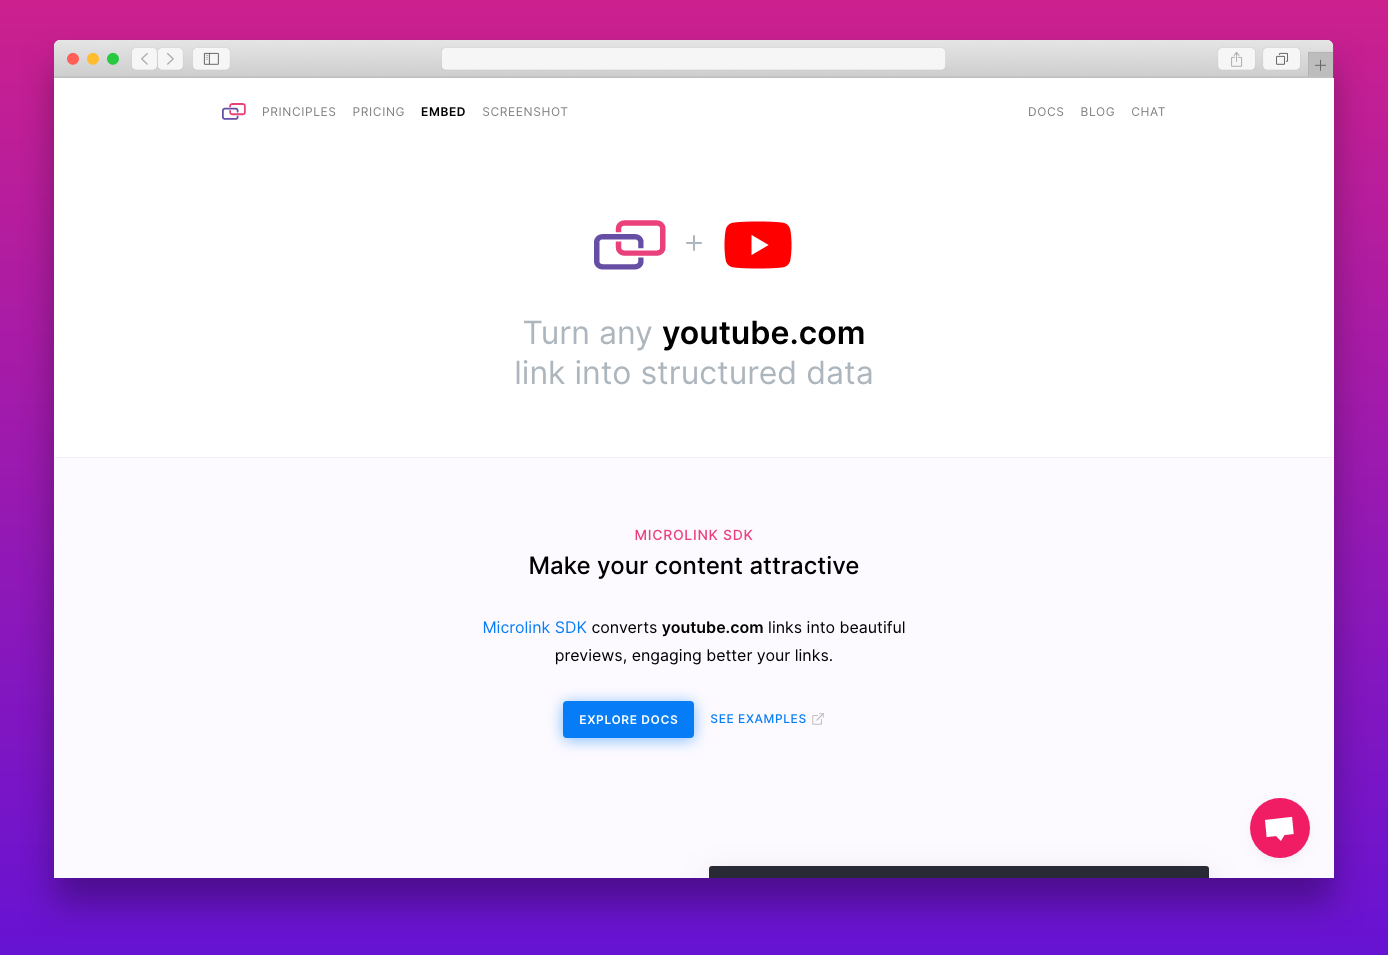 PRINCIPLES PRICING EMBED SCREENSHOT DOCS BLOG CHAT
Turn any youtube.com
link into structured data
MICROLINK SDK
Make your content attractive
Microlink SDK converts youtube.com links into beautiful
previews, engaging better your links.
EXPLORE DOCS SEE EXAMPLES